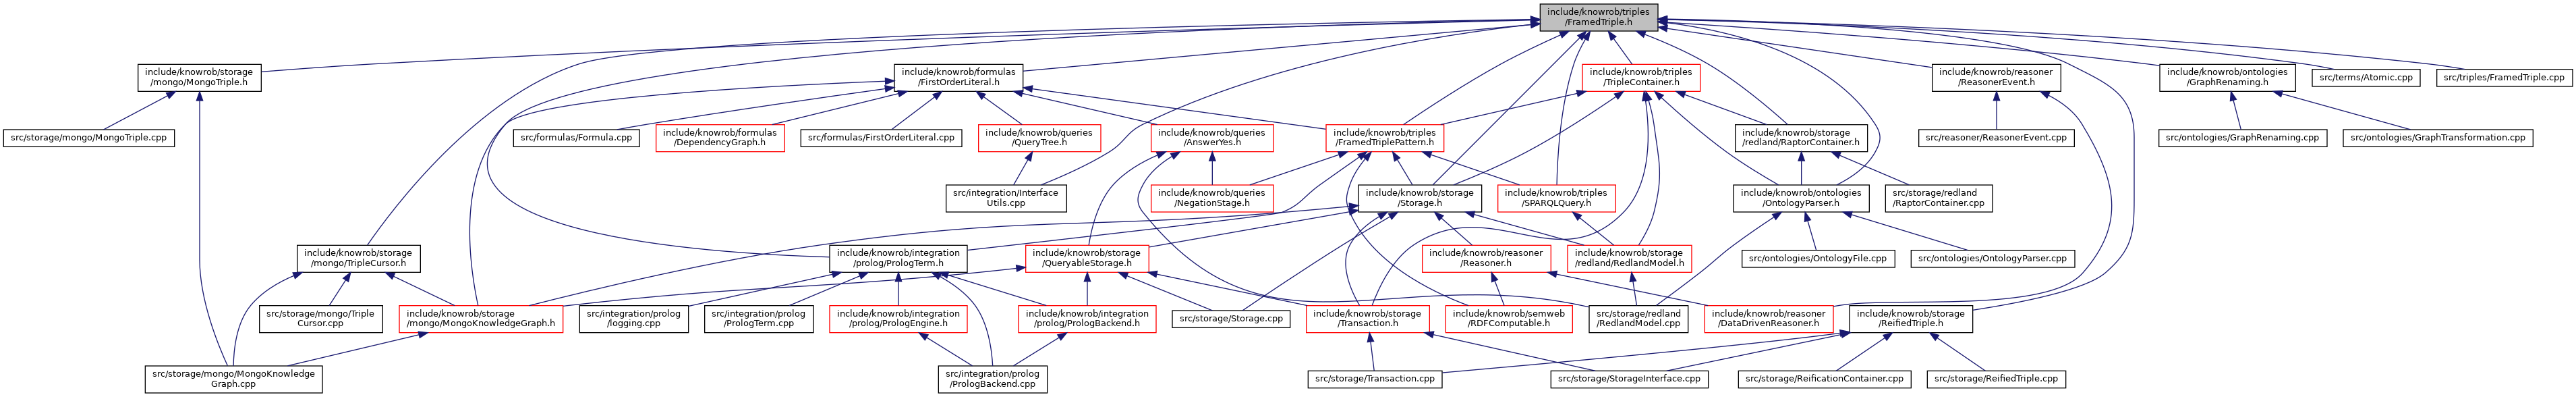 include/knowrob/triples
/FramedTriple.h
include/knowrob/storage
/mongo/MongoTriple.h
include/knowrob/formulas
/FirstOrderLiteral.h
include/knowrob/triples
/TripleContainer.h
include/knowrob/reasoner
/ReasonerEvent.h
include/knowrob/ontologies
/GraphRenaming.h
src/terms/Atomic.cpp
src/triples/FramedTriple.cpp
src/storage/mongo/MongoTriple.cpp
src/formulas/Formula.cpp
include/knowrob/formulas
/DependencyGraph.h
src/formulas/FirstOrderLiteral.cpp
include/knowrob/queries
/QueryTree.h
include/knowrob/queries
/AnswerYes.h
include/knowrob/triples
/FramedTriplePattern.h
include/knowrob/storage
/redland/RaptorContainer.h
src/reasoner/ReasonerEvent.cpp
src/ontologies/GraphRenaming.cpp
src/ontologies/GraphTransformation.cpp
src/integration/Interface
Utils.cpp
include/knowrob/queries
/NegationStage.h
include/knowrob/storage
/Storage.h
include/knowrob/triples
/SPARQLQuery.h
include/knowrob/ontologies
/OntologyParser.h
src/storage/redland
/RaptorContainer.cpp
include/knowrob/storage
/mongo/TripleCursor.h
include/knowrob/integration
/prolog/PrologTerm.h
include/knowrob/storage
/QueryableStorage.h
include/knowrob/reasoner
/Reasoner.h
include/knowrob/storage
/redland/RedlandModel.h
src/ontologies/OntologyFile.cpp
src/ontologies/OntologyParser.cpp
src/storage/mongo/Triple
Cursor.cpp
include/knowrob/storage
/mongo/MongoKnowledgeGraph.h
src/integration/prolog
/logging.cpp
src/integration/prolog
/PrologTerm.cpp
include/knowrob/integration
/prolog/PrologEngine.h
include/knowrob/integration
/prolog/PrologBackend.h
src/storage/Storage.cpp
include/knowrob/storage
/Transaction.h
include/knowrob/semweb
/RDFComputable.h
src/storage/redland
/RedlandModel.cpp
include/knowrob/reasoner
/DataDrivenReasoner.h
include/knowrob/storage
/ReifiedTriple.h
src/storage/mongo/MongoKnowledge
Graph.cpp
src/integration/prolog
/PrologBackend.cpp
src/storage/Transaction.cpp
src/storage/StorageInterface.cpp
src/storage/ReificationContainer.cpp
src/storage/ReifiedTriple.cpp